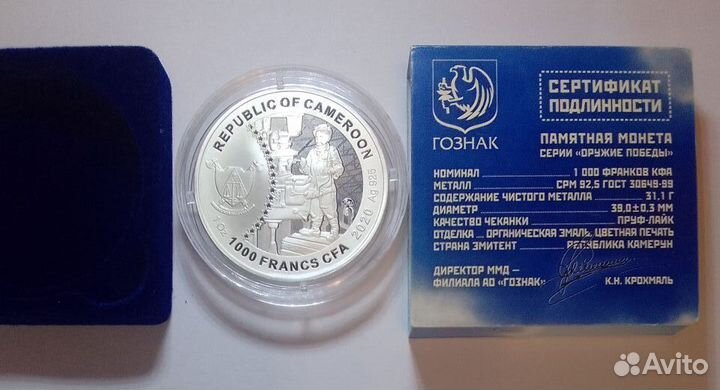 REPUBLIC OF CAMEROON
1 Oz 1000 FRANCS CFA 2020 Ag 925
ГОЗНАК
СЕРТИФИКАТ
ПОДЛИННОСТИ
ПАМЯТНАЯ МОНЕТА
СЕРИИ «ОРУЖИЕ ПОБЕДЫ»
НОМИНАЛ 1 000 ФРАНКОВ КФА
МЕТАЛЛ СРМ 92,5 ГОСТ 30649-99
СОДЕРЖАНИЕ ЧИСТОГО МЕТАЛЛА 31,1 Г
ДИАМЕТР 39,0±0,3 ММ
КАЧЕСТВО ЧЕКАНКИ ПРУФ-ЛАЙК
ОТДЕЛКА ОРГАНИЧЕСКАЯ ЭМАЛЬ, ЦВЕТНАЯ ПЕЧАТЬ
СТРАНА ЭМИТЕНТ РЕСПУБЛИКА КАМЕРУН
ДИРЕКТОР ММД –
ФИЛИАЛА АО «ГОЗНАК»
К.Н. КРОХМАЛЬ
Avito